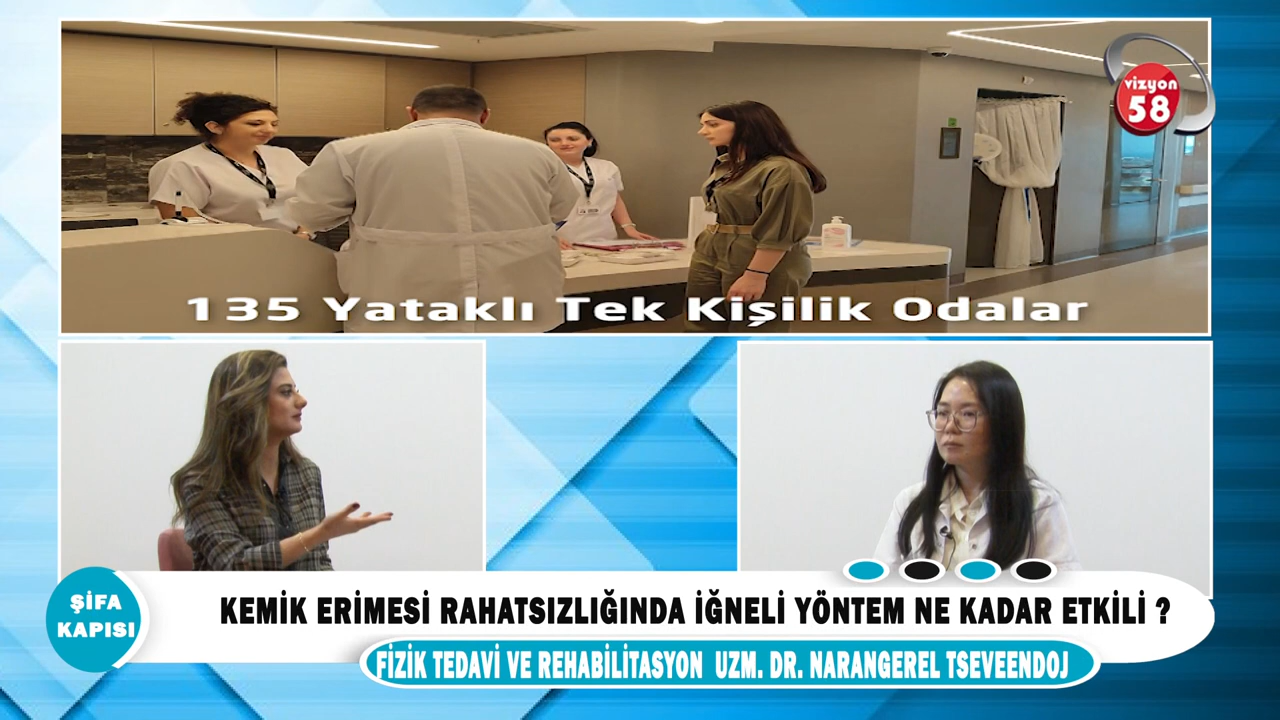 vizyon
58
135 Yataklı Tek Kişilik Odalar
ŞİFA
KAPISI
KEMİK ERİMESİ RAHATSIZLIĞINDA İĞNELİ YÖNTEM NE KADAR ETKİLİ ?
FİZİK TEDAVİ VE REHABİLİTASYON UZM. DR. NARANGEREL TSEVEENDOJ